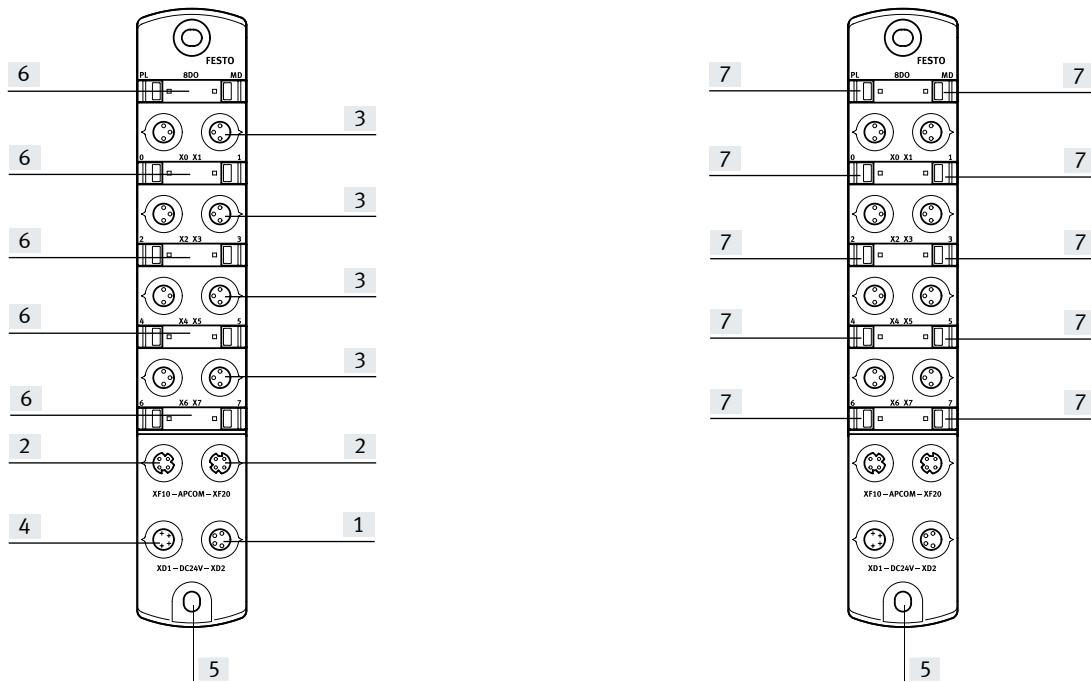 FESTO
PL 8DO MD
6
3
0 X0 X1 1
6
3
2 X2 X3 3
6
3
4 X4 X5 5
6
3
6 X6 X7 7
6
2
2
XF10–APCOM–XF20
4
1
XD1–DC24V–XD2
5
FESTO
PL 8DO MD
7
7
0 X0 X1 1
7
7
2 X2 X3 3
7
7
4 X4 X5 5
7
7
6 X6 X7 7
7
7
XF10–APCOM–XF20
XD1–DC24V–XD2
5